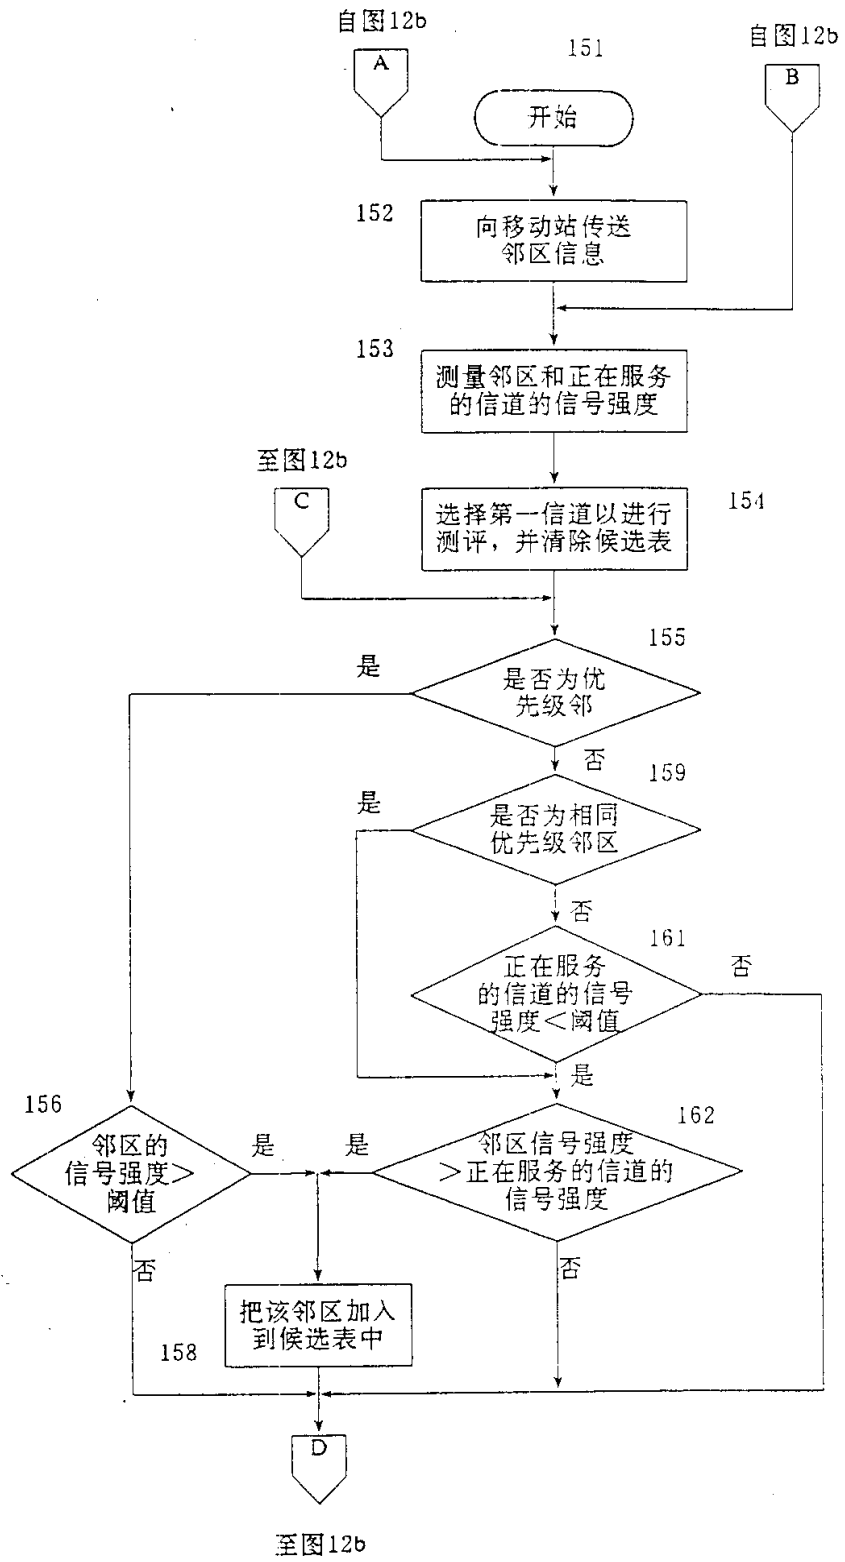 自图12b
A
151
自图12b
B
开始
152
向移动站传送
邻区信息
153
测量邻区和正在服务
的信道的信号强度
至图12b
C
选择第一信道以进行
测评，并清除候选表
154
155
是
是否为优
先级邻
否
159
是
是否为相同
优先级邻区
否
161
正在服务
的信道的信号
强度＜阈值
否
是
156
邻区的
信号强度＞
阈值
是
是
162
邻区信号强度
＞正在服务的信道的
信号强度
否
否
把该邻区加入
到候选表中
158
D
至图12b